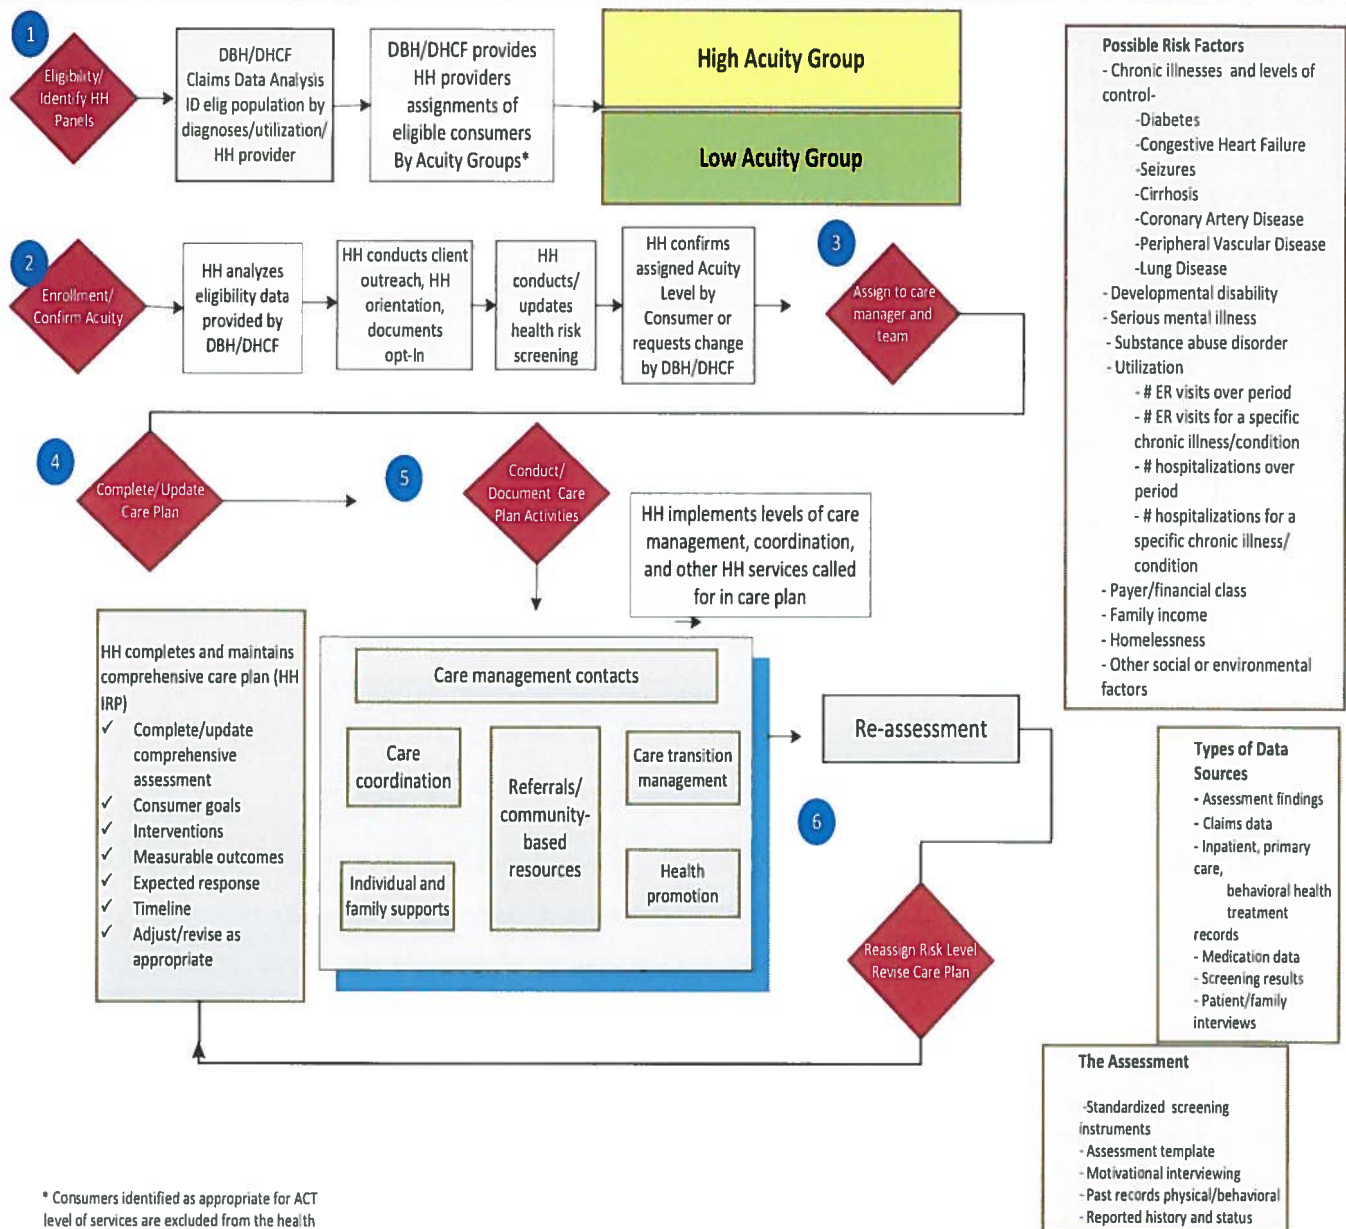 1
Eligibility/
Identify HH
Panels
DBH/DHCF
Claims Data Analysis
ID elig population by
diagnoses/utilization/
HH provider
DBH/DHCF provides
HH providers
assignments of
eligible consumers
By Acuity Groups*
High Acuity Group
Low Acuity Group
2
Enrollment/
Confirm Acuity
HH analyzes
eligibility data
provided by
DBH/DHCF
HH conducts client
outreach, HH
orientation,
documents
opt-In
HH
conducts/
updates
health risk
screening
HH confirms
assigned Acuity
Level by
Consumer or
requests change
by DBH/DHCF
3
Assign to care
manager and
team
4
Complete/Update
Care Plan
5
Conduct/
Document Care
Plan Activities
HH implements levels of care
management, coordination,
and other HH services called
for in care plan
HH completes and maintains
comprehensive care plan (HH
IRP)
✓ Complete/update
comprehensive
assessment
✓ Consumer goals
✓ Interventions
✓ Measurable outcomes
✓ Expected response
✓ Timeline
✓ Adjust/revise as
appropriate
Care management contacts
Care
coordination
Referrals/
community-
based
resources
Care transition
management
Individual and
family supports
Health
promotion
Re-assessment
6
Reassign Risk Level
Revise Care Plan
Possible Risk Factors
- Chronic illnesses and levels of
control-
-Diabetes
-Congestive Heart Failure
-Seizures
-Cirrhosis
-Coronary Artery Disease
-Peripheral Vascular Disease
-Lung Disease
- Developmental disability
- Serious mental illness
- Substance abuse disorder
- Utilization
- # ER visits over period
- # ER visits for a specific
chronic illness/condition
- # hospitalizations over
period
- # hospitalizations for a
specific chronic illness/
condition
- Payer/financial class
- Family income
- Homelessness
- Other social or environmental
factors
Types of Data
Sources
- Assessment findings
- Claims data
- Inpatient, primary
care,
behavioral health
treatment
records
- Medication data
- Screening results
- Patient/family
interviews
The Assessment
-Standardized screening
instruments
- Assessment template
- Motivational interviewing
- Past records physical/behavioral
- Reported history and status
* Consumers identified as appropriate for ACT
level of services are excluded from the health